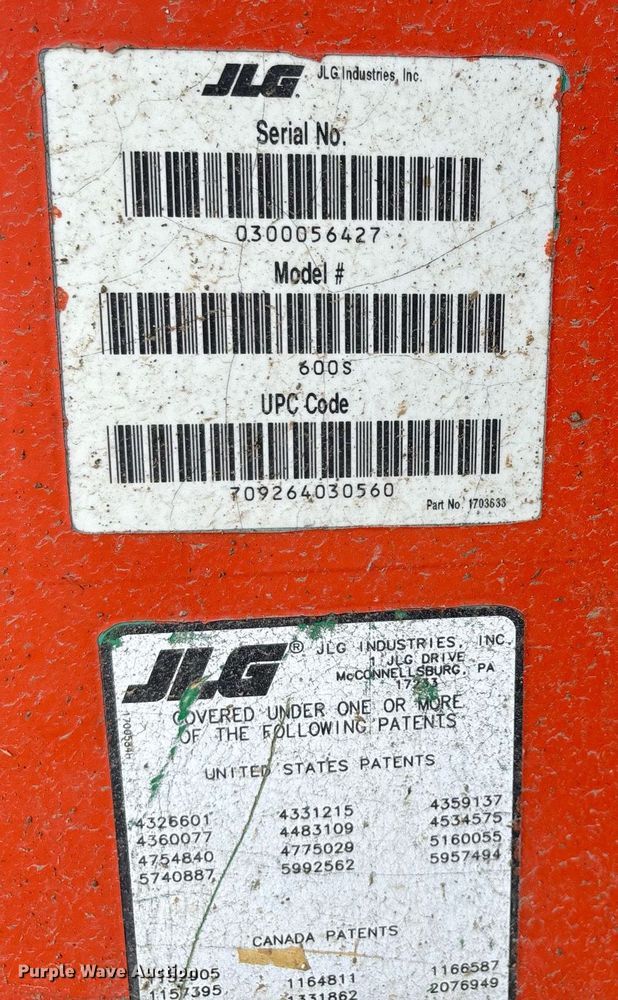 JLG JLG Industries, Inc.
Serial No.
0300056427
Model #
600S
UPC Code
709264030560
Part No. 1703633
JLG® JLG INDUSTRIES, INC.
1 JLG DRIVE
McCONNELLSBURG, PA
17233
COVERED UNDER ONE OR MORE
OF THE FOLLOWING PATENTS
UNITED STATES PATENTS
4326601 4331215 4359137
4360077 4483109 4534575
4754840 4775029 5160055
5740887 5992562 5957494
CANADA PATENTS
1164811 1166587
1157395 1331862 2076949
Purple Wave Auction